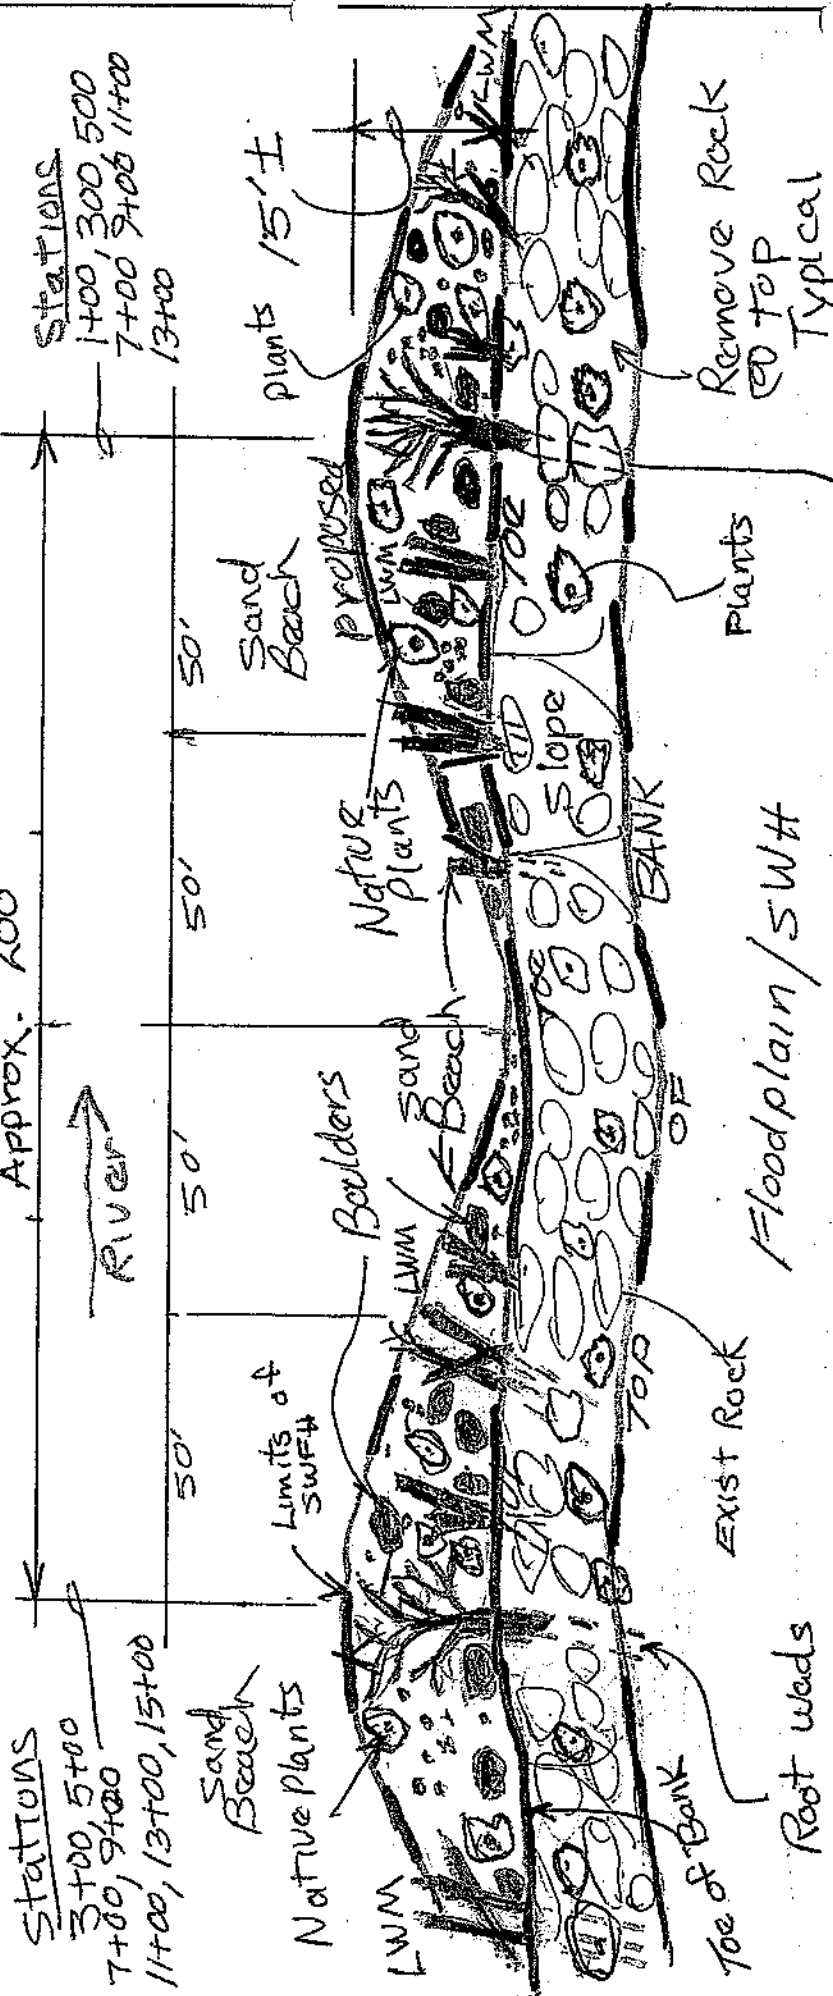 Stations
3+00, 5+00
7+00, 9+00
11+00, 13+00, 15+00
Approx. 200'
Stations
1+00, 300, 500
7+00 9+00 11+00
13+00
River
50'
50'
50'
50'
15'±
Sand
Beach
Native Plants
LWM
Limits of
SWFH
Boulders
LWM
Sand
Beach
Native
Plants
Sand
Beach
proposed
LWM
plants
LWM
Toe
Toe
Slope
TOP
OF
BANK
Toe of Bank
Root Wads
Exist Rock
Floodplain/SWH
Plants
Remove Rock
@ top
Typical